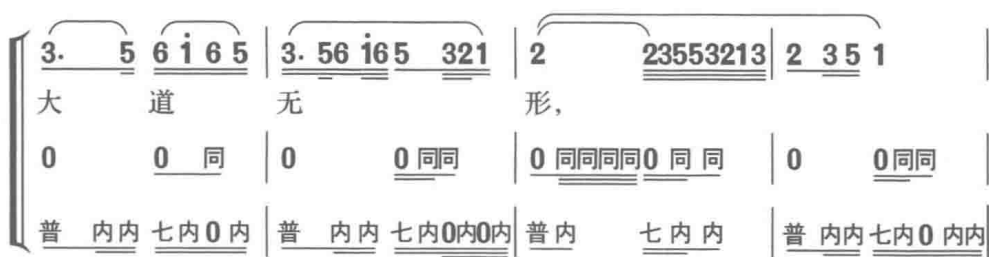 3· 5 6 i 6 5 | 3· 56 i6 5 321 | 2 23553213 | 2 35 1 |
大 道 无 形,
0 0 同 | 0 0 同同 | 0 同同同同 0 同 同 | 0 0同同 |
普 内内 七内0 内 | 普 内内 七内0内0内 | 普内 七 内 内 | 普 内内 七内0 内内 |